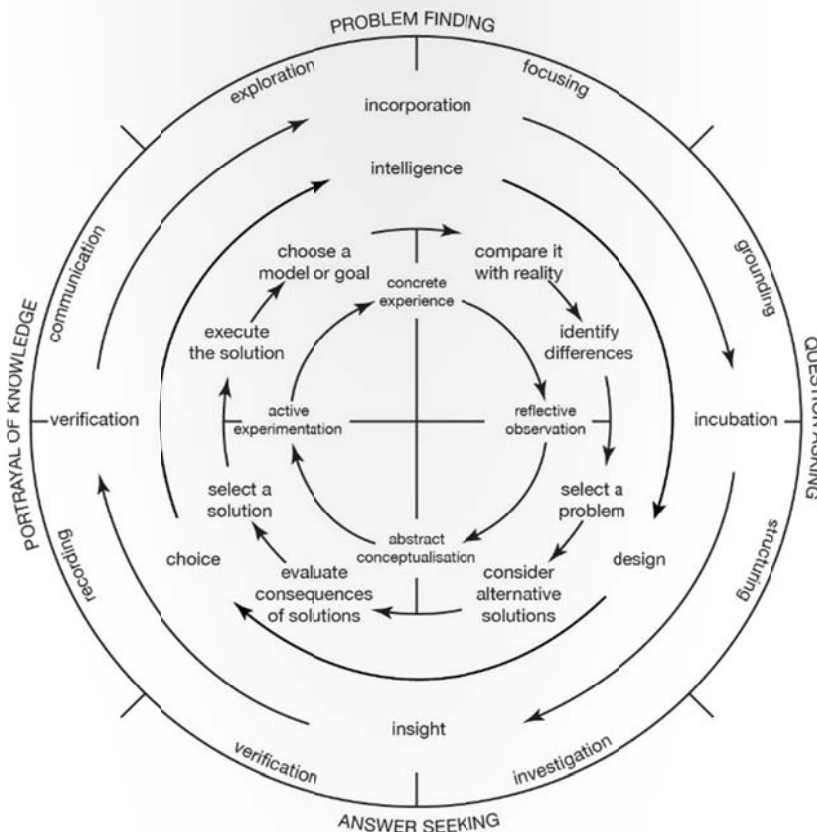 PROBLEM FINDING
exploration
focusing
incorporation
intelligence
communication
grounding
choose a
model or goal
compare it
with reality
concrete
experience
execute
the solution
identify
differences
PORTRAYAL OF KNOWLEDGE
QUESTION ASKING
verification
active
experimentation
reflective
observation
incubation
select a
solution
select a
problem
recording
structuring
choice
abstract
conceptualisation
design
evaluate
consequences
of solutions
consider
alternative
solutions
insight
verification
investigation
ANSWER SEEKING